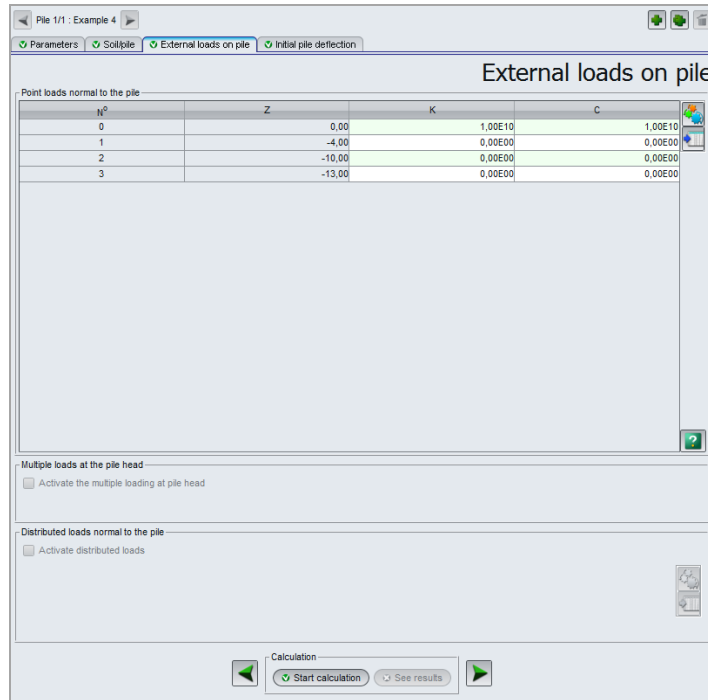 Pile 1/1 : Example 4
Parameters Soil/pile External loads on pile Initial pile deflection
External loads on pile
Point loads normal to the pile
N° Z K C
0 0,00 1,00E10 1,00E10
1 -4,00 0,00E00 0,00E00
2 -10,00 0,00E00 0,00E00
3 -13,00 0,00E00 0,00E00
?
Multiple loads at the pile head
Activate the multiple loading at pile head
Distributed loads normal to the pile
Activate distributed loads
Calculation
Start calculation See results